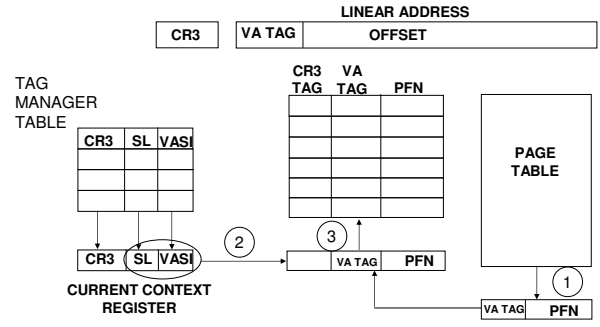 LINEAR ADDRESS
CR3 VA TAG OFFSET
TAG
MANAGER
TABLE
CR3 VA
TAG TAG PFN
CR3 SL VASI
PAGE
TABLE
2
3
1
CR3 SL VASI
VA TAG PFN
CURRENT CONTEXT
REGISTER
VA TAG PFN